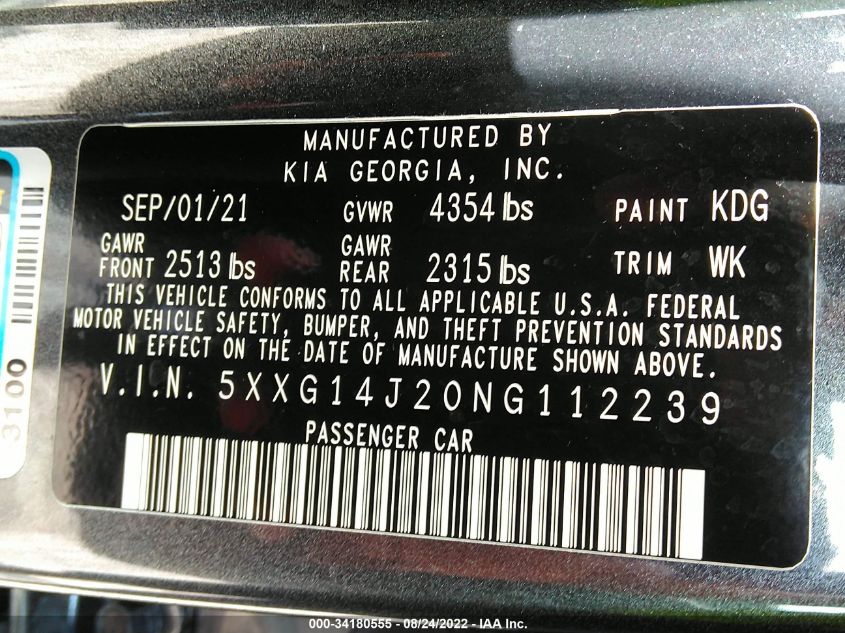 MANUFACTURED BY
KIA GEORGIA, INC.
SEP/01/21 GVWR 4354 lbs PAINT KDG
GAWR FRONT 2513 lbs GAWR REAR 2315 lbs TRIM WK
THIS VEHICLE CONFORMS TO ALL APPLICABLE U.S.A. FEDERAL
MOTOR VEHICLE SAFETY, BUMPER, AND THEFT PREVENTION STANDARDS
IN EFFECT ON THE DATE OF MANUFACTURE SHOWN ABOVE.
V.I.N. 5XXG14J20NG112239
PASSENGER CAR
3100
000-34180555 - 08/24/2022 - IAA Inc.